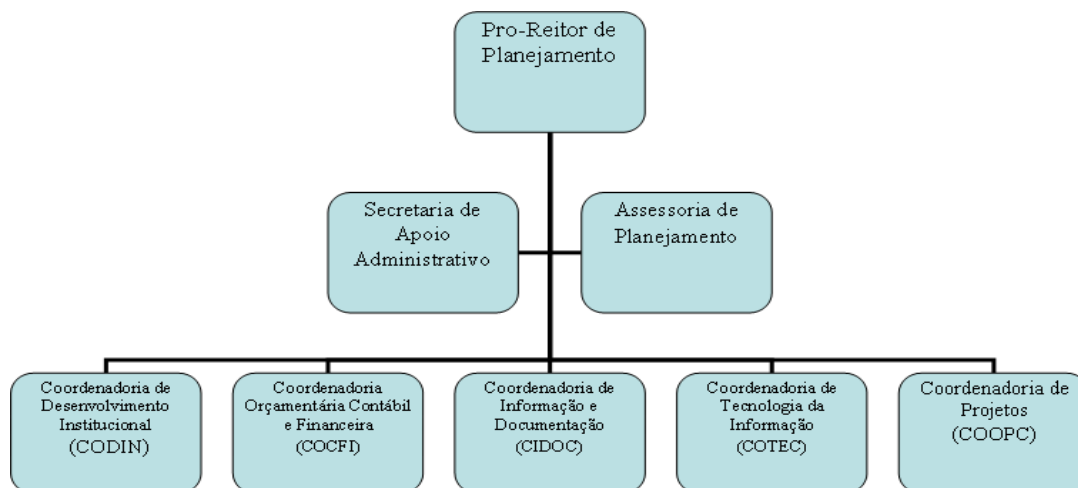 Pro-Reitor de
Planejamento
Secretaria de
Apoio
Administrativo
Assessoria de
Planejamento
Coordenadoria de
Desenvolvimento
Institucional
(CODIN)
Coordenadoria
Orçamentária Contábil
e Financeira
(COCFI)
Coordenadoria de
Informação e
Documentação
(CIDOC)
Coordenadoria de
Tecnologia da
Informação
(COTEC)
Coordenadoria de
Projetos
(COOPC)